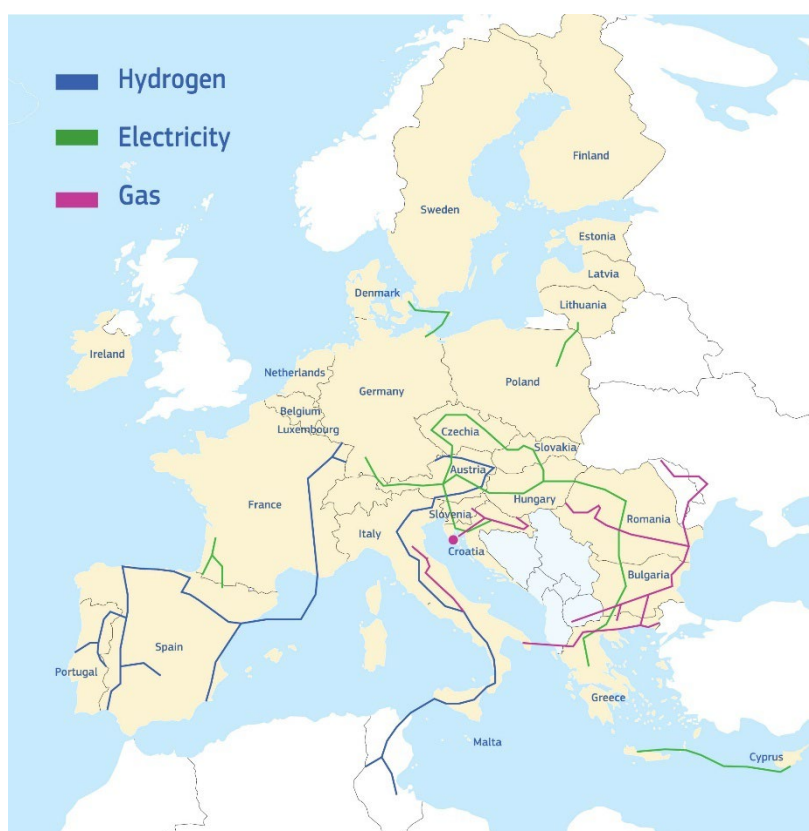 Hydrogen
Electricity
Gas
Finland
Sweden
Estonia
Latvia
Denmark
Lithuania
Ireland
Netherlands
Germany
Poland
Belgium
Luxembourg
Czechia
Slovakia
Austria
France
Hungary
Slovenia
Romania
Italy
Croatia
Bulgaria
Spain
Portugal
Greece
Malta
Cyprus